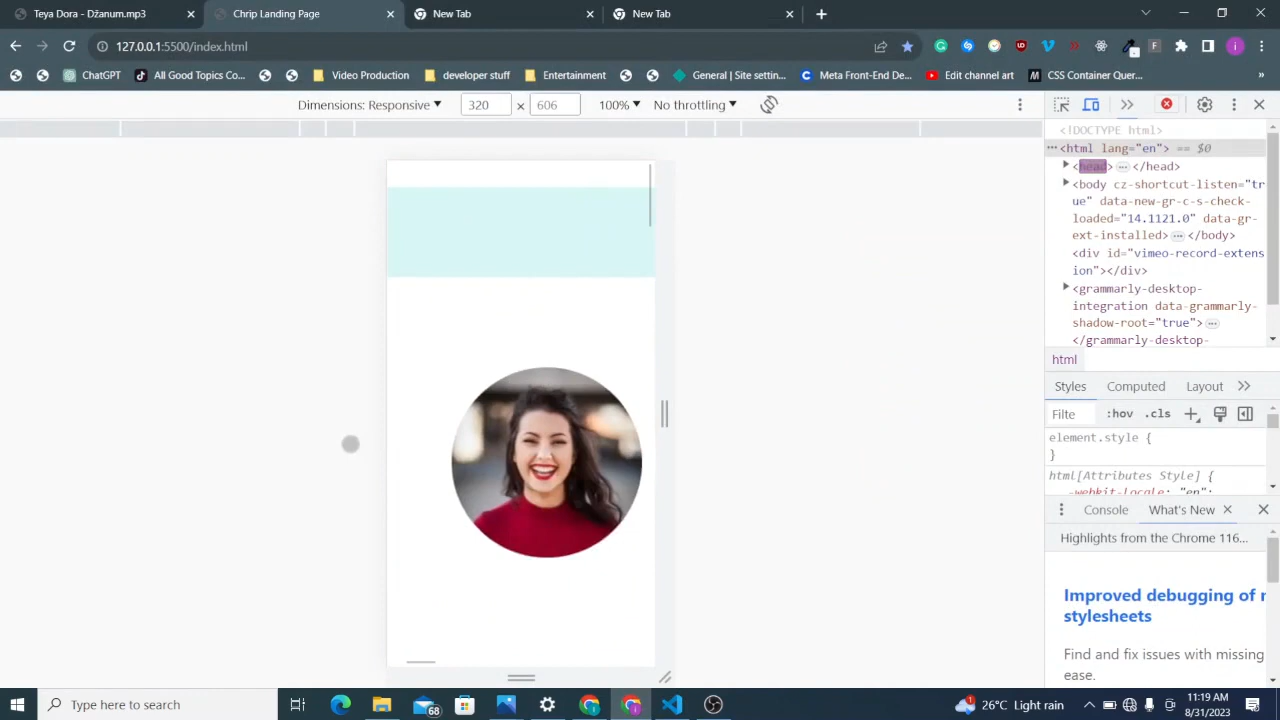 Teya Dora - Džanum.mp3
Chrip Landing Page
New Tab
New Tab
127.0.0.1:5500/index.html
ChatGPT
All Good Topics Co...
Video Production
developer stuff
Entertainment
General | Site settin...
Meta Front-End De...
Edit channel art
CSS Container Quer...
»
Dimensions: Responsive
320 × 606
100%
No throttling
<!DOCTYPE html>
<html lang="en"> == $0
<head> </head>
<body cz-shortcut-listen="tr
ue" data-new-gr-c-s-check-
loaded="14.1121.0" data-gr-
ext-installed> </body>
<div id="vimeo-record-extens
ion"></div>
<grammarly-desktop-
integration data-grammarly-
shadow-root="true">
</grammarly-desktop-
html
Styles
Computed
Layout
Filte
:hov .cls
element.style {
}
html[Attributes Style] {
-webkit-locale: "en";
Console
What's New
Highlights from the Chrome 116...
Improved debugging of r
stylesheets
Find and fix issues with missing
ease.
Type here to search
68
1
26°C Light rain
11:19 AM
8/31/2023